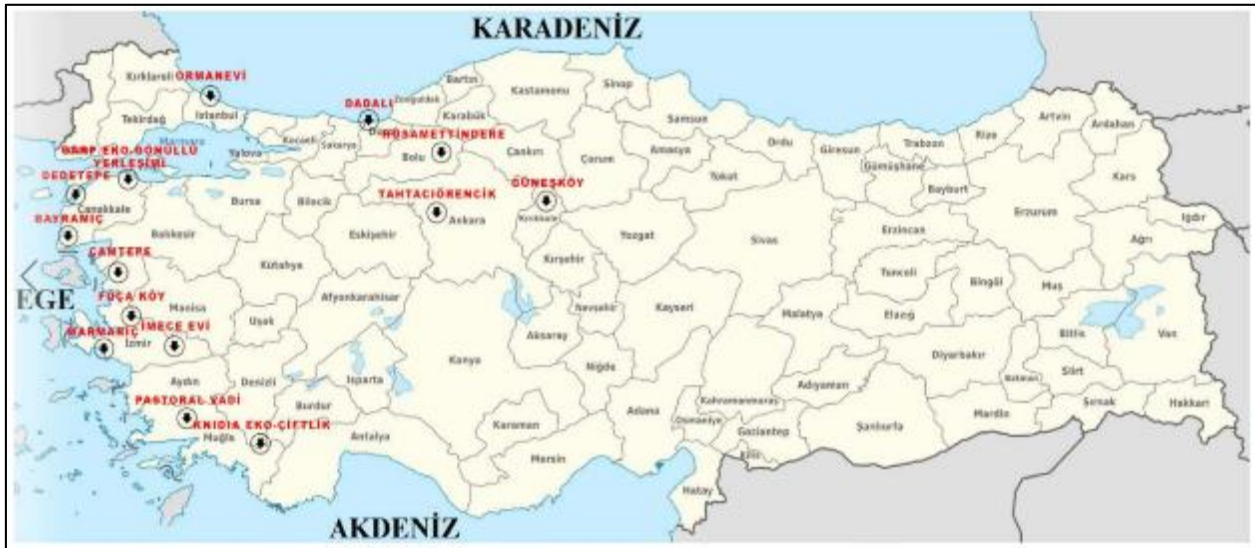 KARADENİZ
Kırklareli
ORMANEVİ
Tekirdağ
İstanbul
DADALI
Bartın
Zonguldak
Karabük
Kastamonu
Sinop
Samsun
Artvin
Ardahan
Rize
Trabzon
Ordu
Giresun
Gümüşhane
Bayburt
Kars
Marmara
Kocaeli
Sakarya
Yalova
HÜSAMETTİNDERE
Bolu
Çankırı
Çorum
Amasya
Tokat
YERLEŞİMİ
DEDETEPE
Çanakkale
Bursa
Bilecik
TAHTACIÖRENCİK
Ankara
GÜNEŞKÖY
Kırıkkale
Erzurum
Iğdır
Ağrı
BAYRAMİÇ
Balıkesir
Eskişehir
Yozgat
Sivas
Erzincan
Tunceli
Bingöl
Muş
ÇAMTEPE
Kütahya
Kırşehir
EGE
FOÇA KÖY
Manisa
Uşak
Afyonkarahisar
Nevşehir
Kayseri
Malatya
Elazığ
Bitlis
Van
MARMARİÇ
İMECE EVİ
İzmir
Aksaray
Niğde
Konya
Diyarbakır
Batman
Siirt
Aydın
Denizli
Isparta
Burdur
Adıyaman
Kahramanmaraş
Şırnak
Hakkari
PASTORAL VADİ
KNIDIA EKO-ÇİFTLİK
Muğla
Antalya
Karaman
Mersin
Adana
Osmaniye
Gaziantep
Kilis
Şanlıurfa
Mardin
Hatay
AKDENİZ